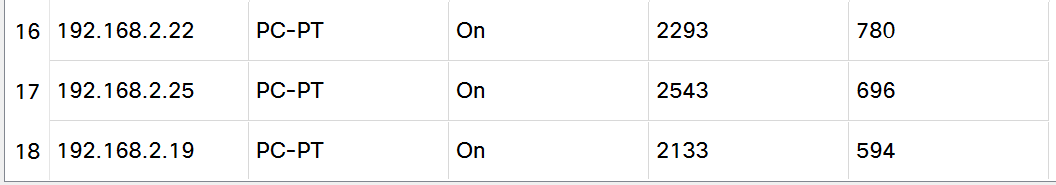 16 192.168.2.22 PC-PT On 2293 780
17 192.168.2.25 PC-PT On 2543 696
18 192.168.2.19 PC-PT On 2133 594